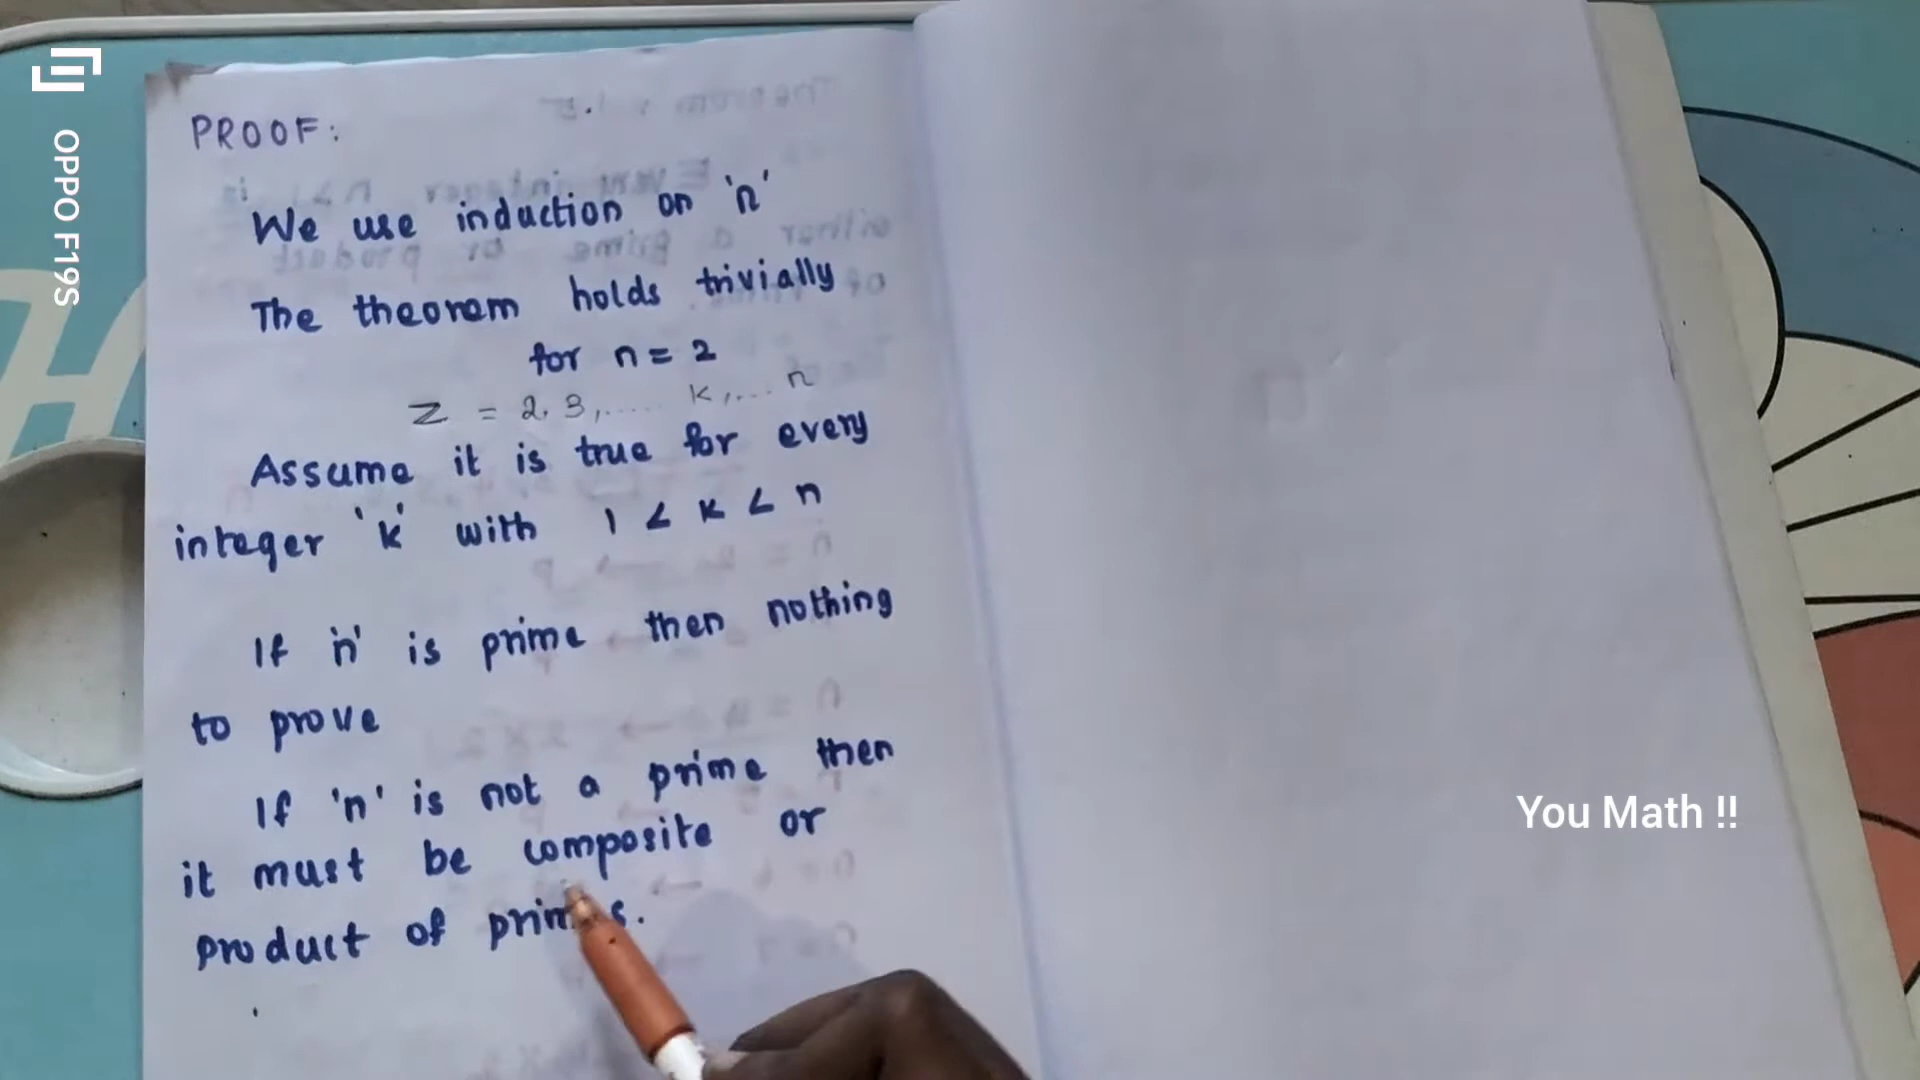 OPPO F19S
PROOF:
We use induction on 'n'
The theorem holds trivially
for n = 2
Z = 2, 3, ..... k, ... n
Assume it is true for every
integer 'k' with 1 < k < n
If 'n' is prime then nothing
to prove
If 'n' is not a prime then
it must be composite or
product of primes.
You Math !!